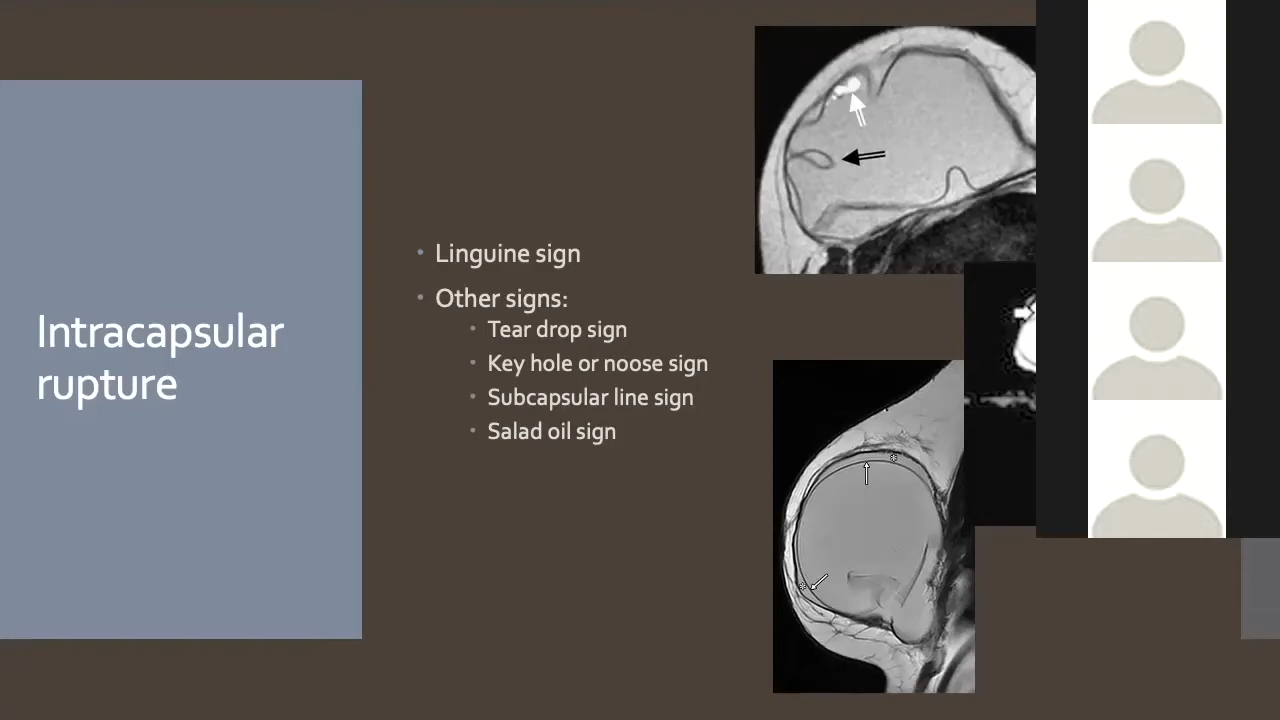 Intracapsular
rupture
Linguine sign
Other signs:
Tear drop sign
Key hole or noose sign
Subcapsular line sign
Salad oil sign